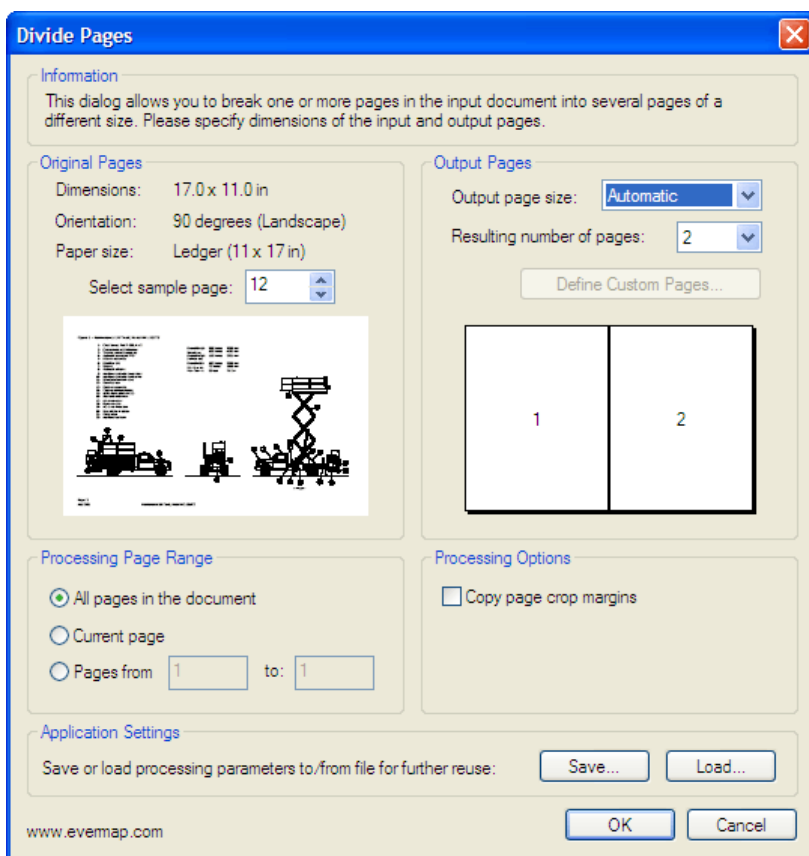 Divide Pages
Information
This dialog allows you to break one or more pages in the input document into several pages of a
different size. Please specify dimensions of the input and output pages.
Original Pages
Dimensions: 17.0 x 11.0 in
Orientation: 90 degrees (Landscape)
Paper size: Ledger (11 x 17 in)
Select sample page: 12
Output Pages
Output page size: Automatic
Resulting number of pages: 2
Define Custom Pages...
1 2
Processing Page Range
All pages in the document
Current page
Pages from 1 to: 1
Processing Options
Copy page crop margins
Application Settings
Save or load processing parameters to/from file for further reuse: Save... Load...
www.evermap.com
OK Cancel